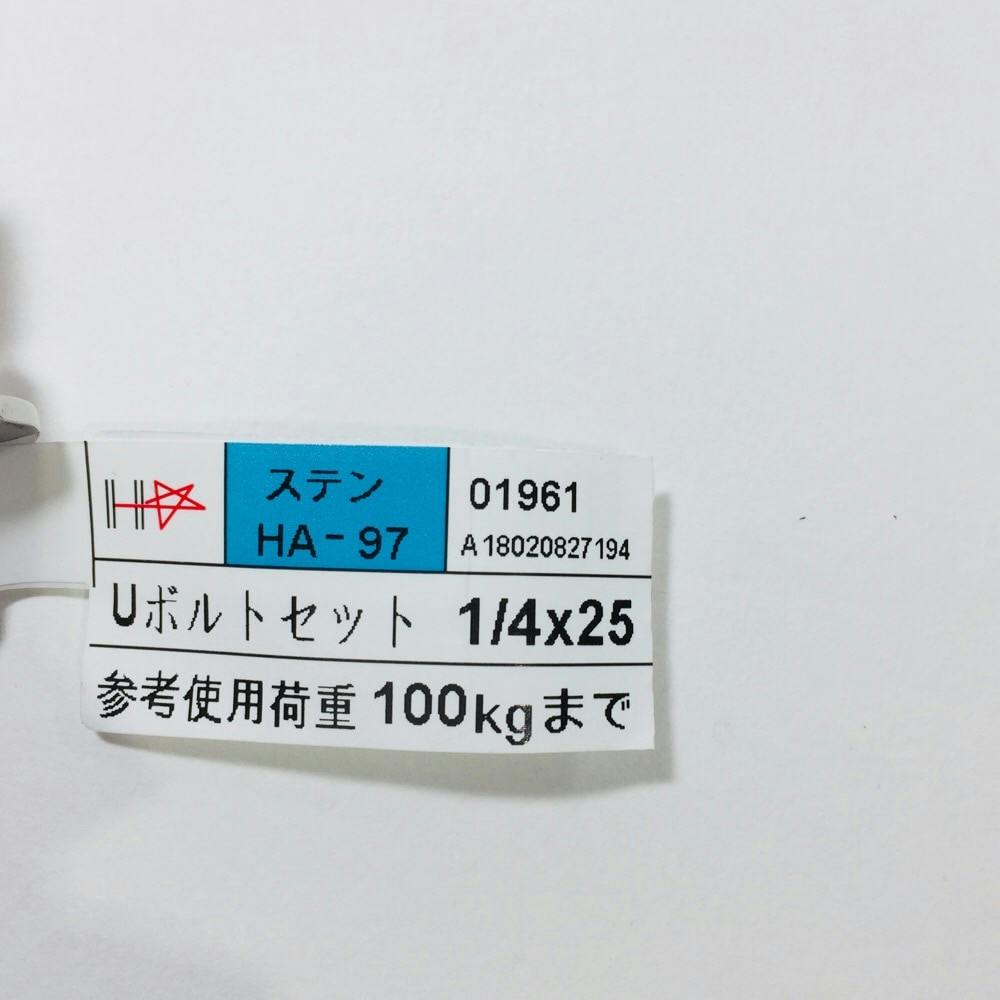 H
ステン
HA-97
01961
A18020827194
Uボルトセット 1/4x25
参考使用荷重 100kgまで